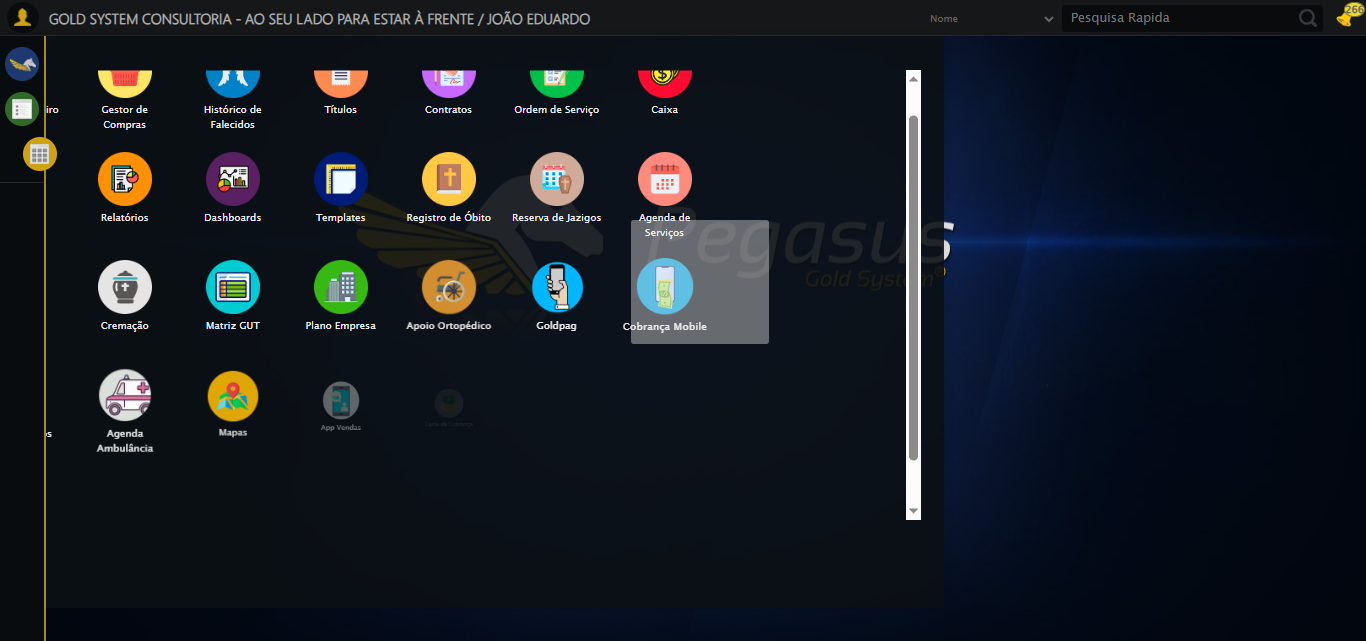 GOLD SYSTEM CONSULTORIA - AO SEU LADO PARA ESTAR À FRENTE / JOÃO EDUARDO
Nome
Pesquisa Rapida
266
iro
Gestor de
Compras
Histórico de
Falecidos
Títulos
Contratos
Ordem de Serviço
Caixa
Relatórios
Dashboards
Templates
Registro de Óbito
Reserva de Jazigos
Agenda de
Serviços
Pegasus
Gold System®
Cremação
Matriz GUT
Plano Empresa
Apoio Ortopédico
Goldpag
Cobrança Mobile
os
Agenda
Ambulância
Mapas
App Vendas